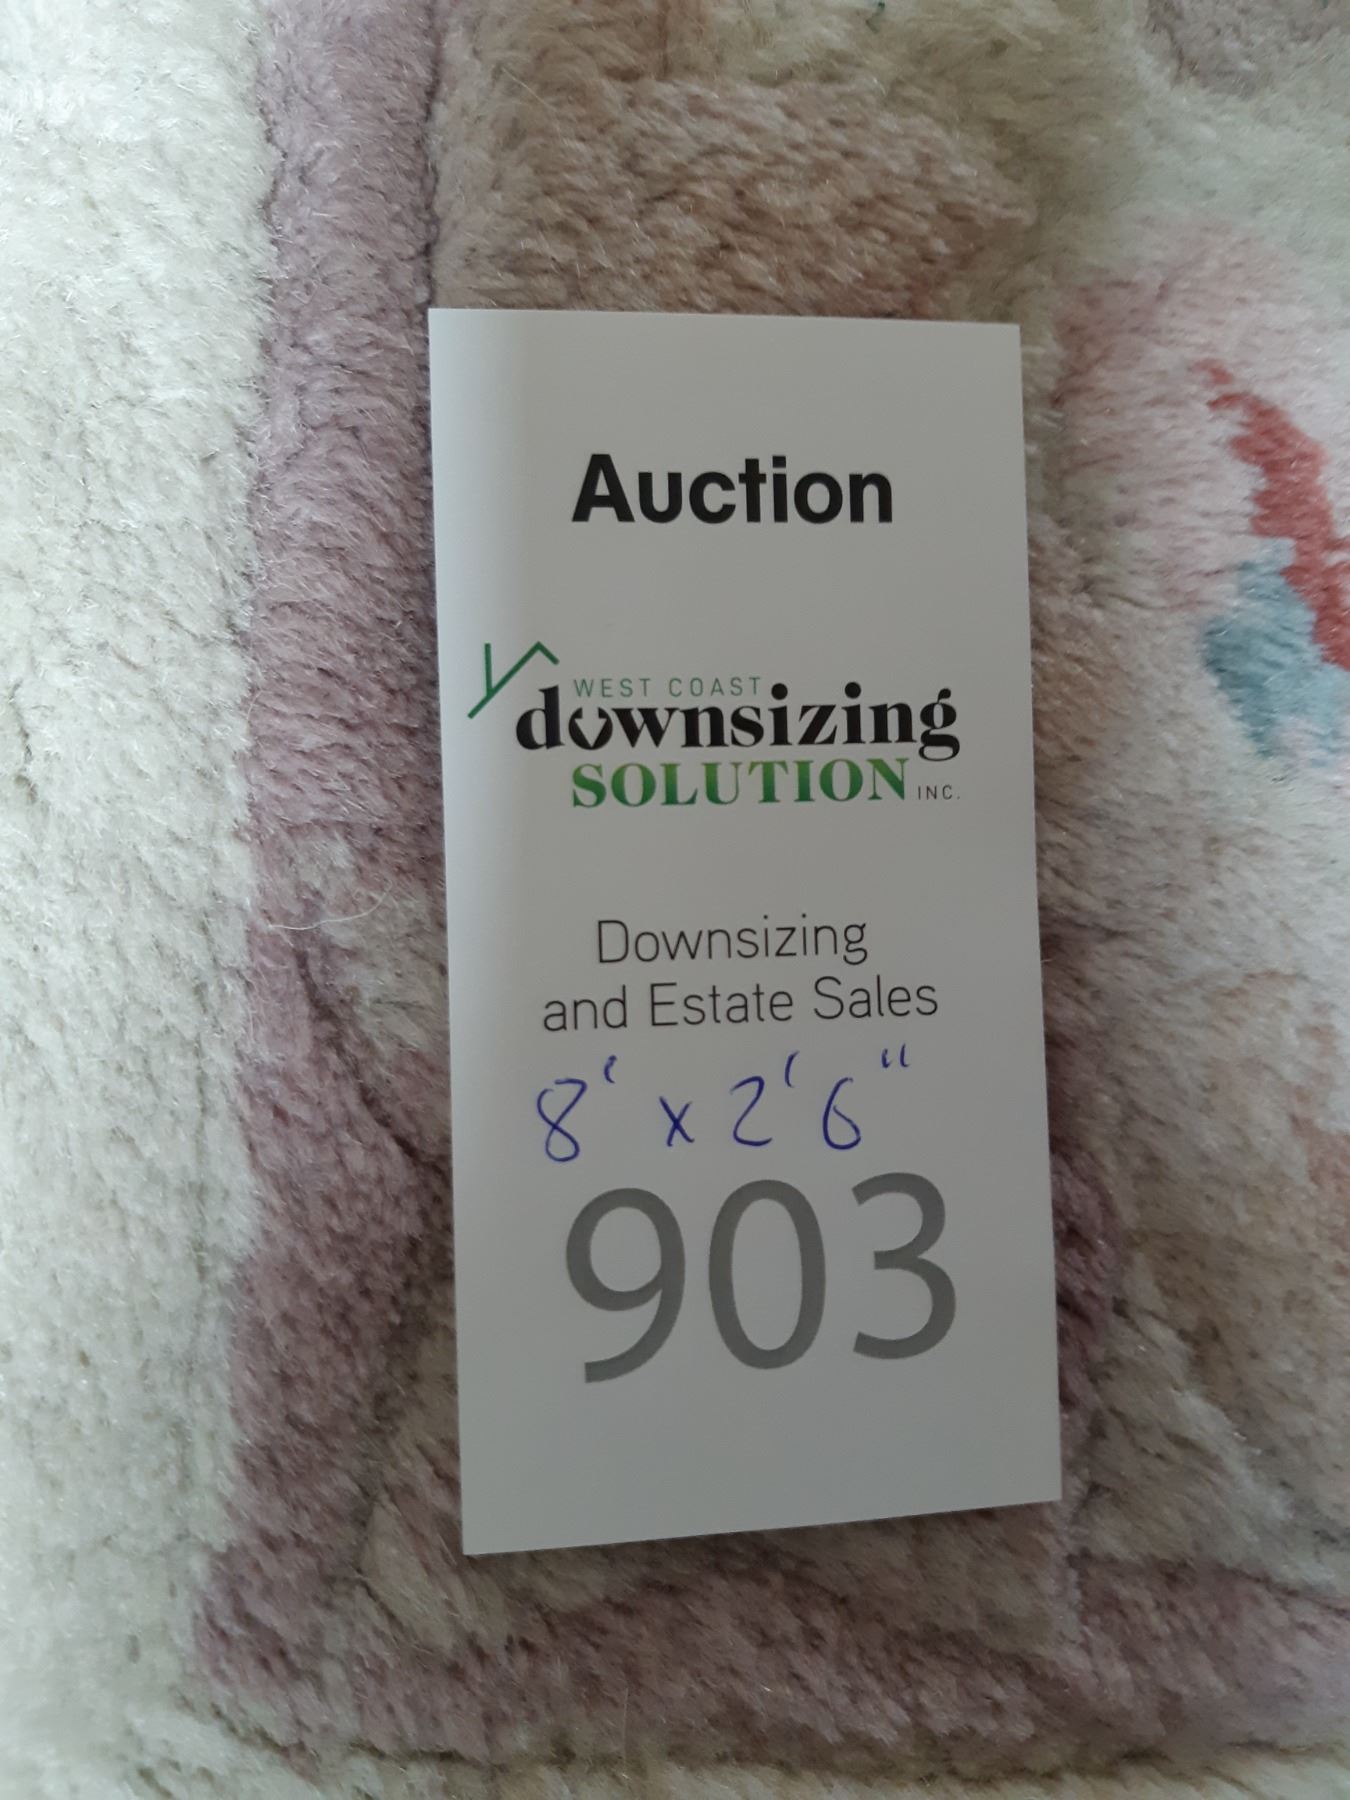 Auction
WEST COAST
downsizing
SOLUTION INC.
Downsizing
and Estate Sales
8' x 2'6"
903